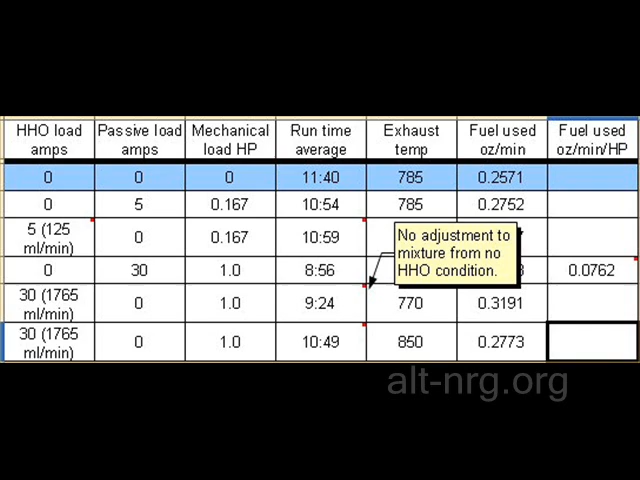 HHO load amps Passive load amps Mechanical load HP Run time average Exhaust temp Fuel used oz/min Fuel used oz/min/HP
0 0 0 11:40 785 0.2571
0 5 0.167 10:54 785 0.2752
5 (125 ml/min) 0 0.167 10:59
No adjustment to
mixture from no
HHO condition.
0 30 1.0 8:56 0.0762
30 (1765 ml/min) 0 1.0 9:24 770 0.3191
30 (1765 ml/min) 0 1.0 10:49 850 0.2773
alt-nrg.org